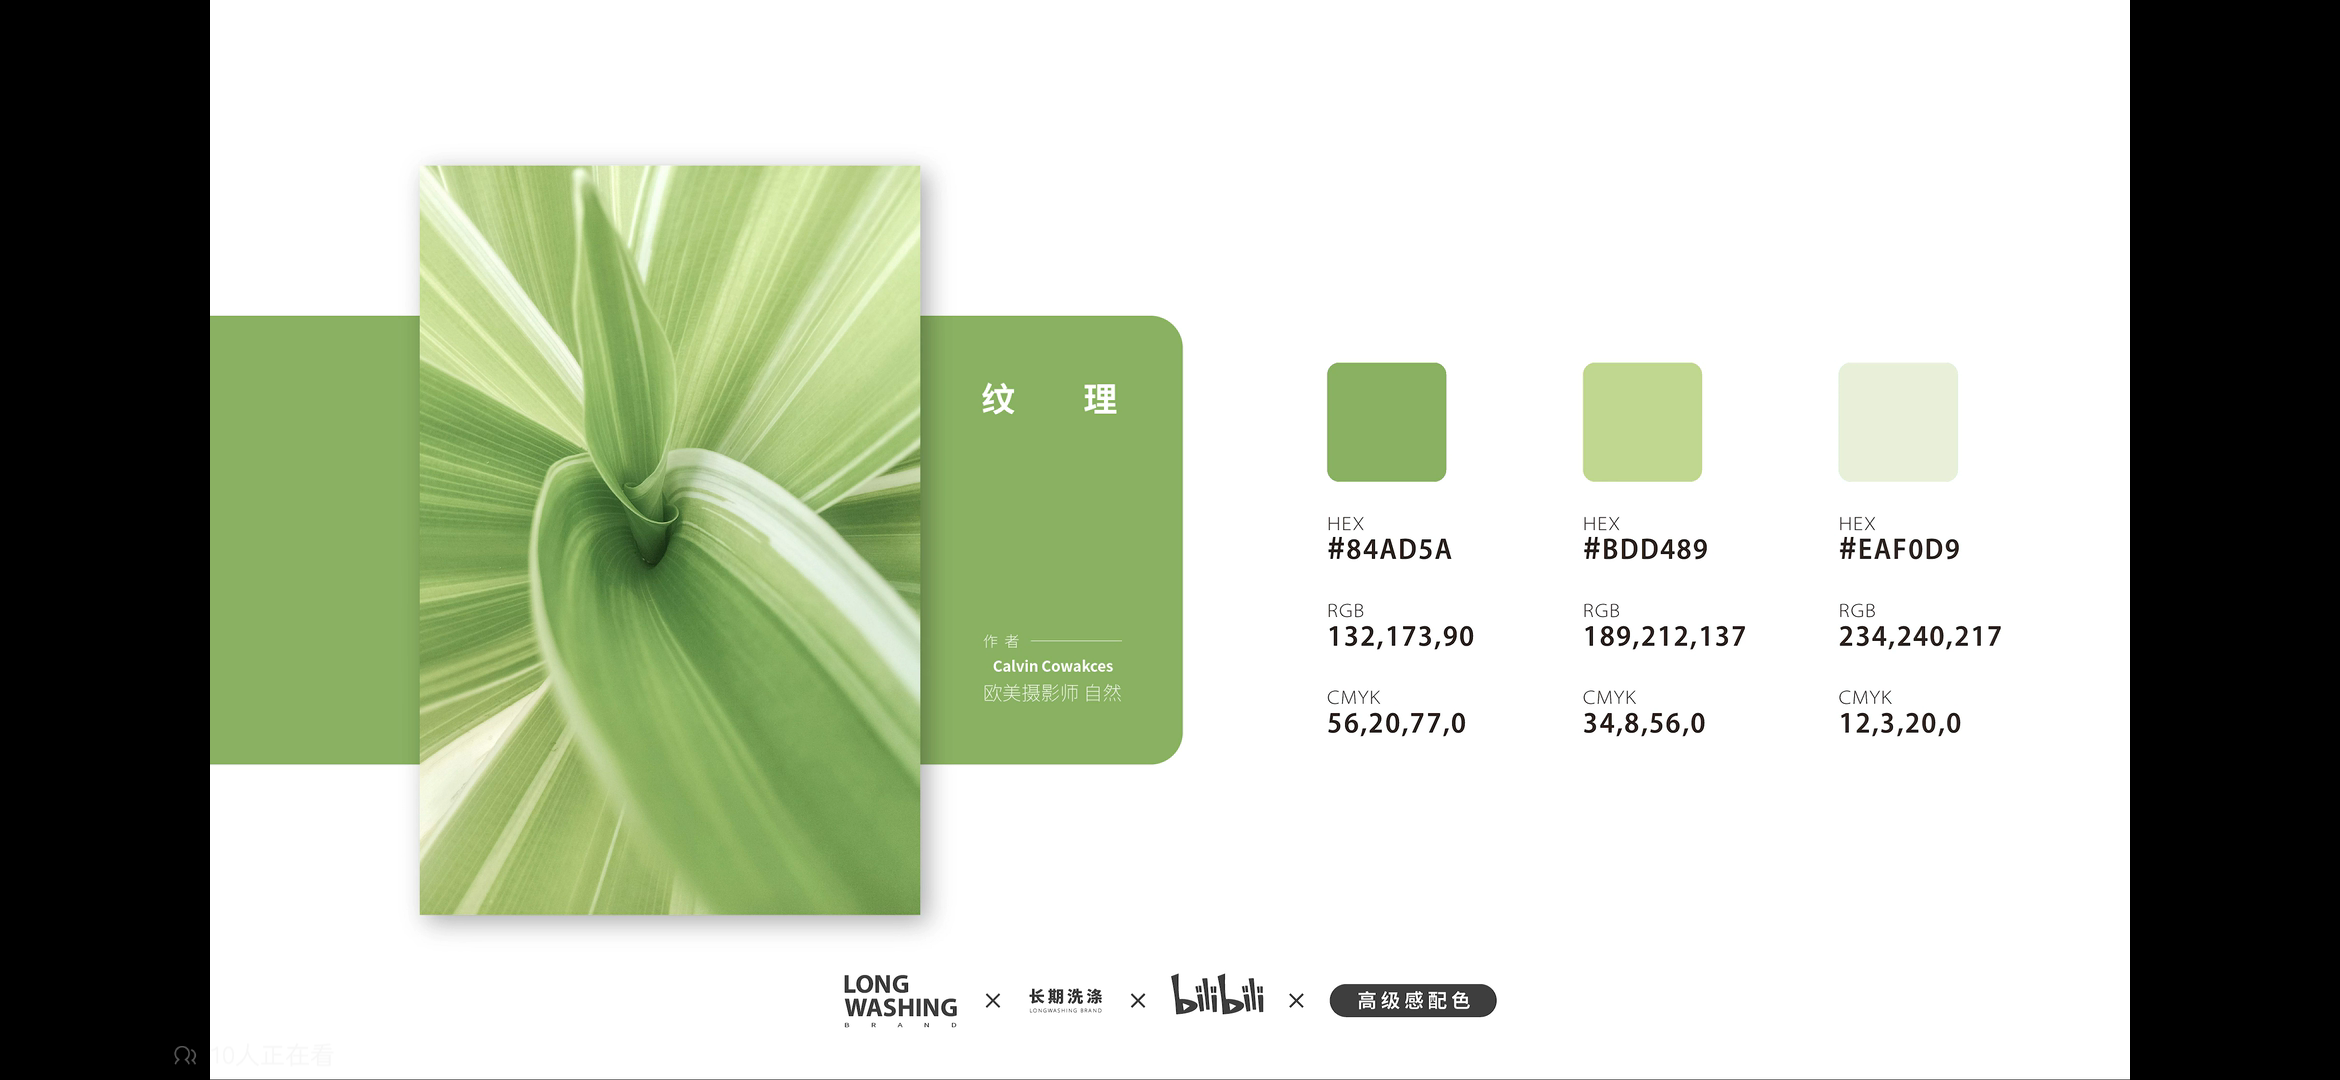 纹 理
作者
Calvin Cowakces
欧美摄影师 自然
HEX
#84AD5A
RGB
132,173,90
CMYK
56,20,77,0
HEX
#BDD489
RGB
189,212,137
CMYK
34,8,56,0
HEX
#EAF0D9
RGB
234,240,217
CMYK
12,3,20,0
LONG
WASHING
BRAND
×
长期洗涤
LONGWASHING BRAND
×
bilibili
×
高级感配色
10人正在看